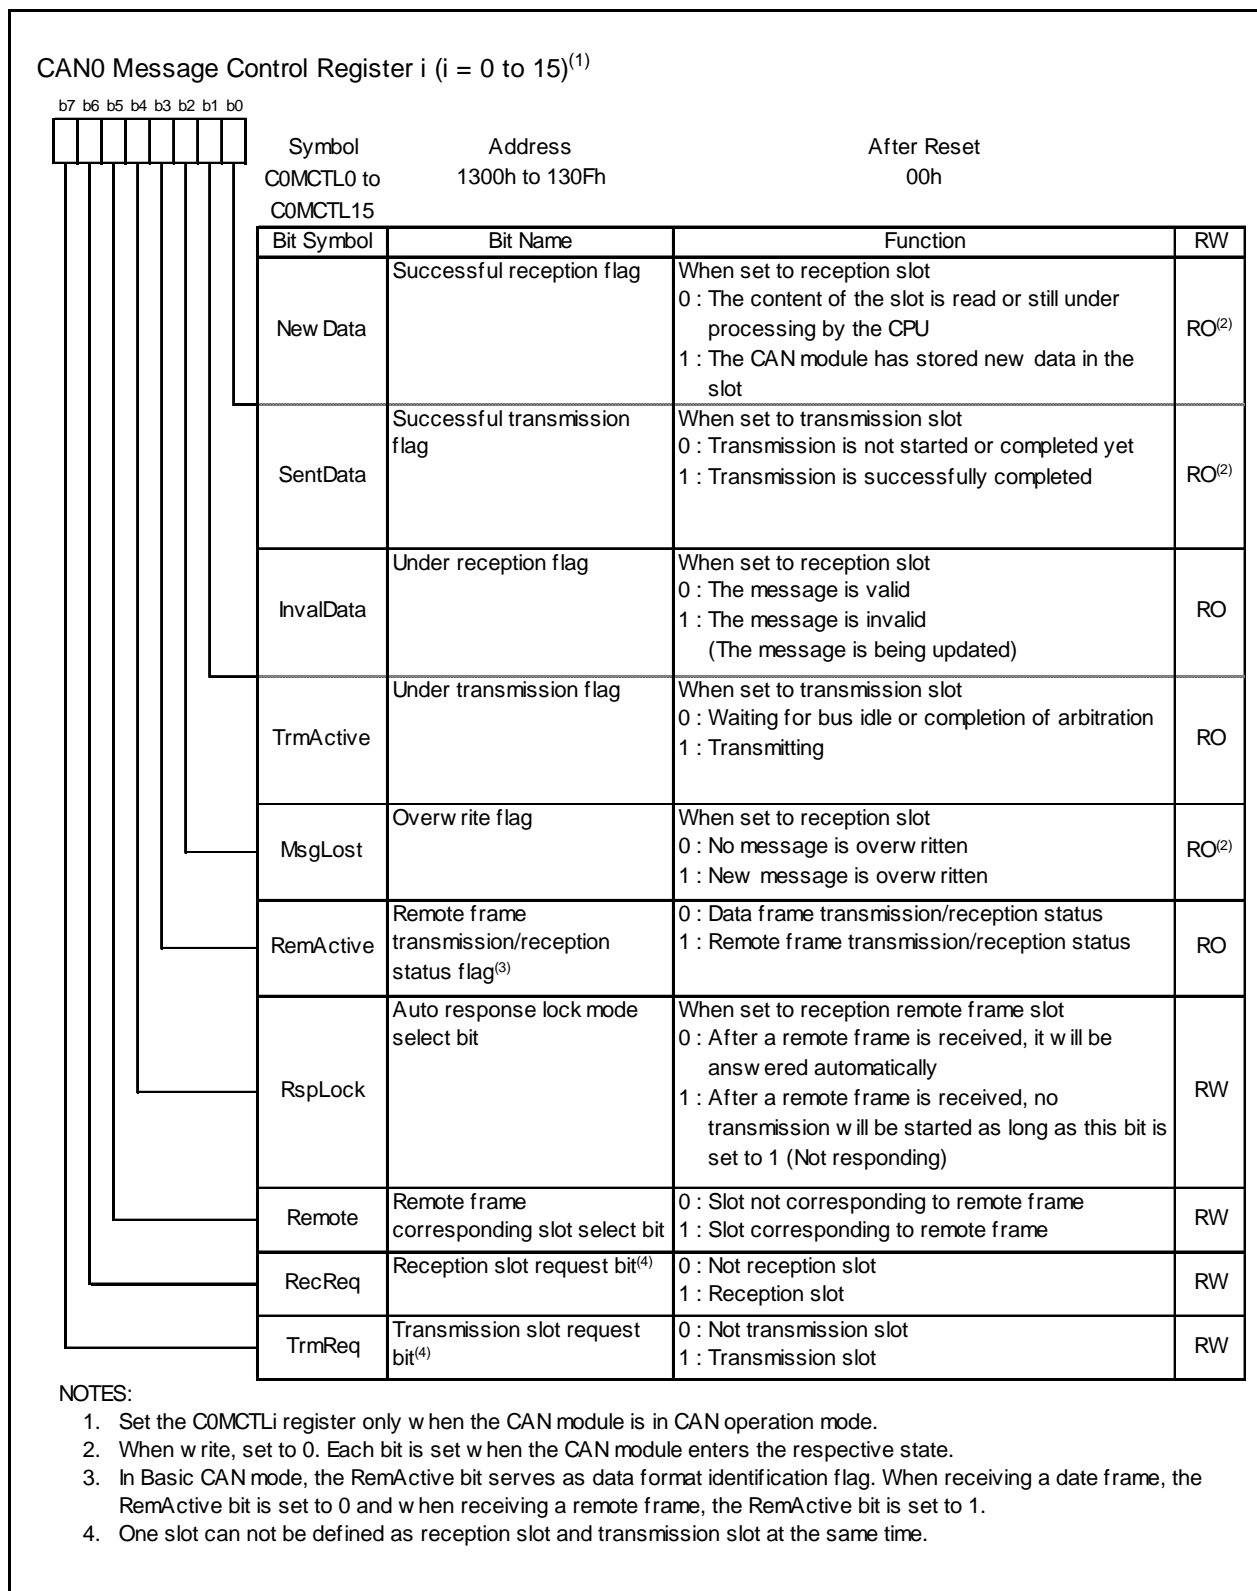 CAN0 Message Control Register i (i = 0 to 15)(1)
b7 b6 b5 b4 b3 b2 b1 b0
Symbol Address After Reset
C0MCTL0 to 1300h to 130Fh 00h
C0MCTL15
Bit Symbol Bit Name Function RW
NewData
Successful reception flag
When set to reception slot
0 : The content of the slot is read or still under
processing by the CPU
1 : The CAN module has stored new data in the
slot
RO(2)
SentData
Successful transmission
flag
When set to transmission slot
0 : Transmission is not started or completed yet
1 : Transmission is successfully completed
RO(2)
InvalData
Under reception flag
When set to reception slot
0 : The message is valid
1 : The message is invalid
(The message is being updated)
RO
TrmActive
Under transmission flag
When set to transmission slot
0 : Waiting for bus idle or completion of arbitration
1 : Transmitting
RO
MsgLost
Overwrite flag
When set to reception slot
0 : No message is overwritten
1 : New message is overwritten
RO(2)
RemActive
Remote frame
transmission/reception
status flag(3)
0 : Data frame transmission/reception status
1 : Remote frame transmission/reception status
RO
RspLock
Auto response lock mode
select bit
When set to reception remote frame slot
0 : After a remote frame is received, it will be
answered automatically
1 : After a remote frame is received, no
transmission will be started as long as this bit is
set to 1 (Not responding)
RW
Remote
Remote frame
corresponding slot select bit
0 : Slot not corresponding to remote frame
1 : Slot corresponding to remote frame
RW
RecReq
Reception slot request bit(4)
0 : Not reception slot
1 : Reception slot
RW
TrmReq
Transmission slot request
bit(4)
0 : Not transmission slot
1 : Transmission slot
RW
NOTES:
1. Set the C0MCTLi register only when the CAN module is in CAN operation mode.
2. When write, set to 0. Each bit is set when the CAN module enters the respective state.
3. In Basic CAN mode, the RemActive bit serves as data format identification flag. When receiving a date frame, the
RemActive bit is set to 0 and when receiving a remote frame, the RemActive bit is set to 1.
4. One slot can not be defined as reception slot and transmission slot at the same time.